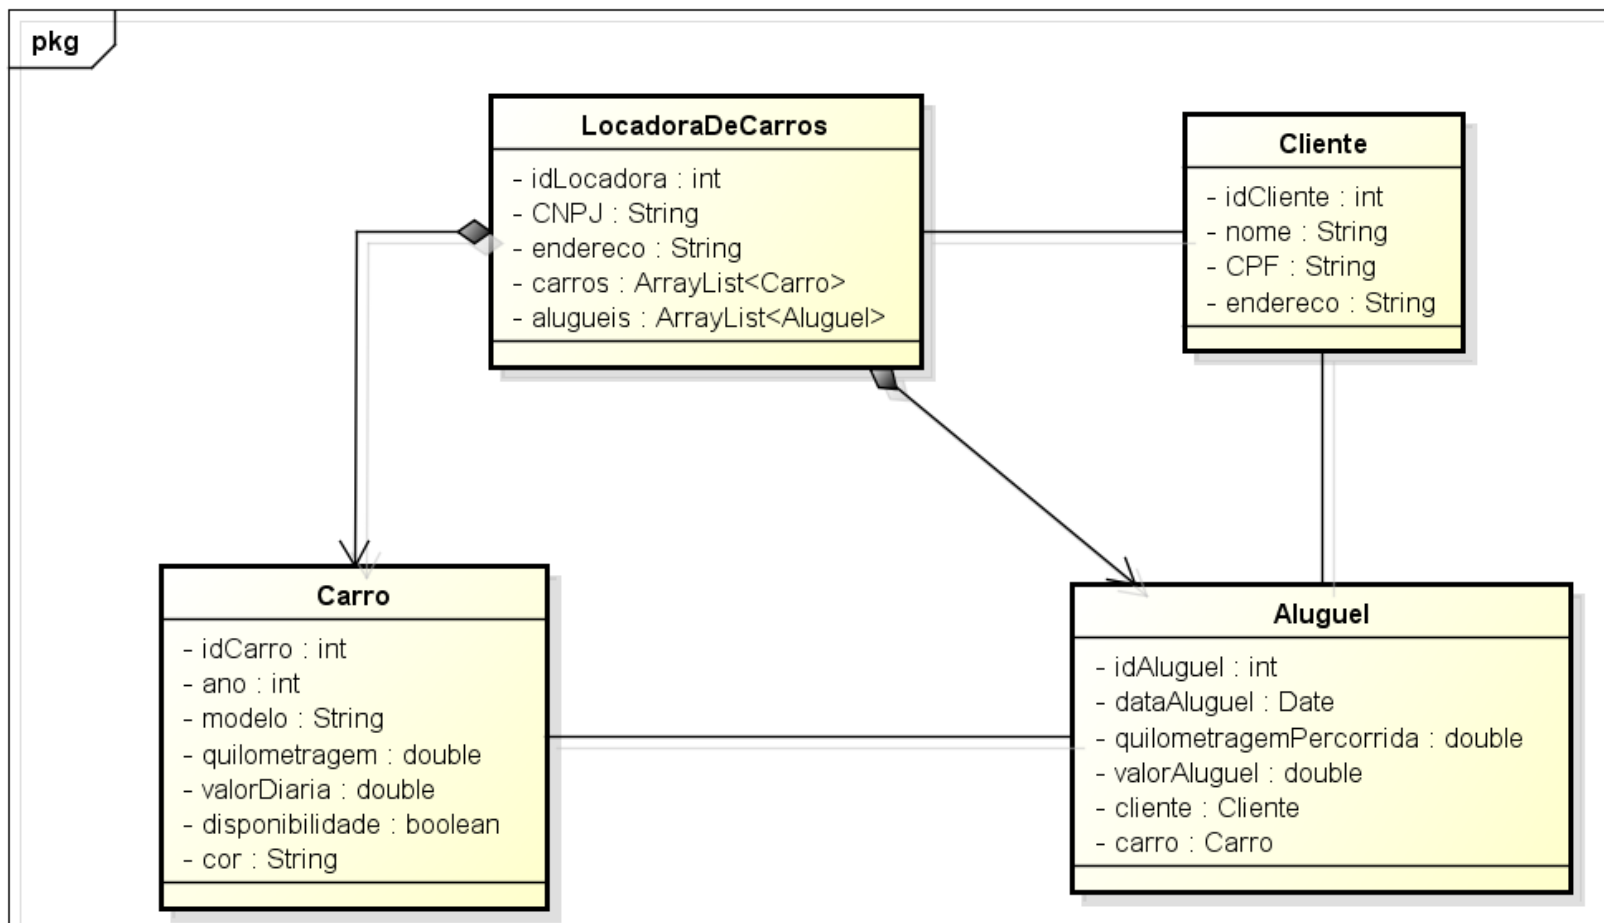 pkg
LocadoraDeCarros
- idLocadora : int
- CNPJ : String
- endereco : String
- carros : ArrayList<Carro>
- alugueis : ArrayList<Aluguel>
Cliente
- idCliente : int
- nome : String
- CPF : String
- endereco : String
Carro
- idCarro : int
- ano : int
- modelo : String
- quilometragem : double
- valorDiaria : double
- disponibilidade : boolean
- cor : String
Aluguel
- idAluguel : int
- dataAluguel : Date
- quilometragemPercorrida : double
- valorAluguel : double
- cliente : Cliente
- carro : Carro